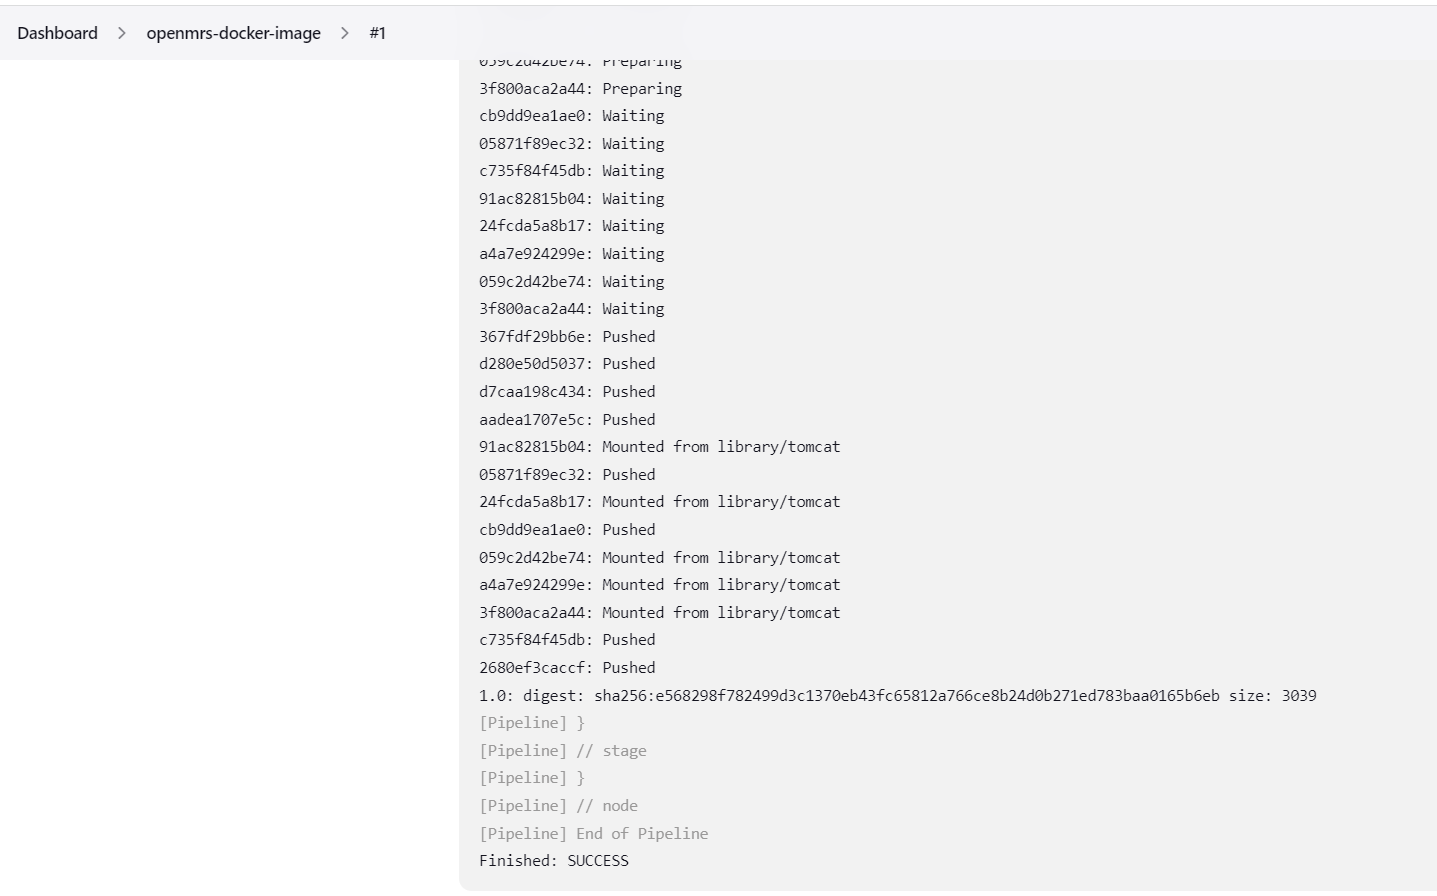 Dashboard > openmrs-docker-image > #1
059c2d42be74: Preparing
3f800aca2a44: Preparing
cb9dd9ea1ae0: Waiting
05871f89ec32: Waiting
c735f84f45db: Waiting
91ac82815b04: Waiting
24fcda5a8b17: Waiting
a4a7e924299e: Waiting
059c2d42be74: Waiting
3f800aca2a44: Waiting
367fdf29bb6e: Pushed
d280e50d5037: Pushed
d7caa198c434: Pushed
aadea1707e5c: Pushed
91ac82815b04: Mounted from library/tomcat
05871f89ec32: Pushed
24fcda5a8b17: Mounted from library/tomcat
cb9dd9ea1ae0: Pushed
059c2d42be74: Mounted from library/tomcat
a4a7e924299e: Mounted from library/tomcat
3f800aca2a44: Mounted from library/tomcat
c735f84f45db: Pushed
2680ef3caccf: Pushed
1.0: digest: sha256:e568298f782499d3c1370eb43fc65812a766ce8b24d0b271ed783baa0165b6eb size: 3039
[Pipeline] }
[Pipeline] // stage
[Pipeline] }
[Pipeline] // node
[Pipeline] End of Pipeline
Finished: SUCCESS